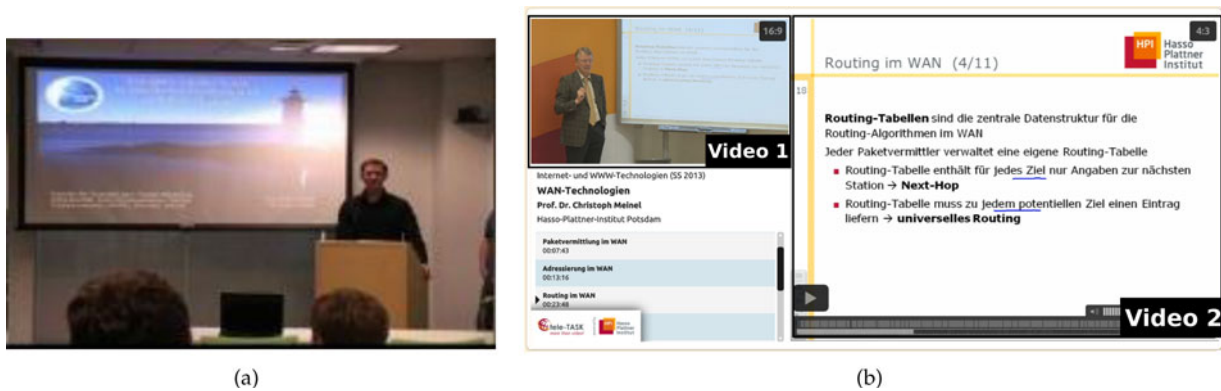 16:9
Video 1
Internet- und WWW-Technologien (SS 2013)
WAN-Technologien
Prof. Dr. Christoph Meinel
Hasso-Plattner-Institut Potsdam
Paketvermittlung im WAN
00:07:43
Adressierung im WAN
00:13:16
Routing im WAN
00:23:48
tele-TASK
HPI
Hasso
Plattner
Institut
4:3
Routing im WAN (4/11)
HPI
Hasso
Plattner
Institut
18
Routing-Tabellen sind die zentrale Datenstruktur für die
Routing-Algorithmen im WAN
Jeder Paketvermittler verwaltet eine eigene Routing-Tabelle
Routing-Tabelle enthält für jedes Ziel nur Angaben zur nächsten
Station → Next-Hop
Routing-Tabelle muss zu jedem potentiellen Ziel einen Eintrag
liefern → universelles Routing
Video 2
(a)
(b)